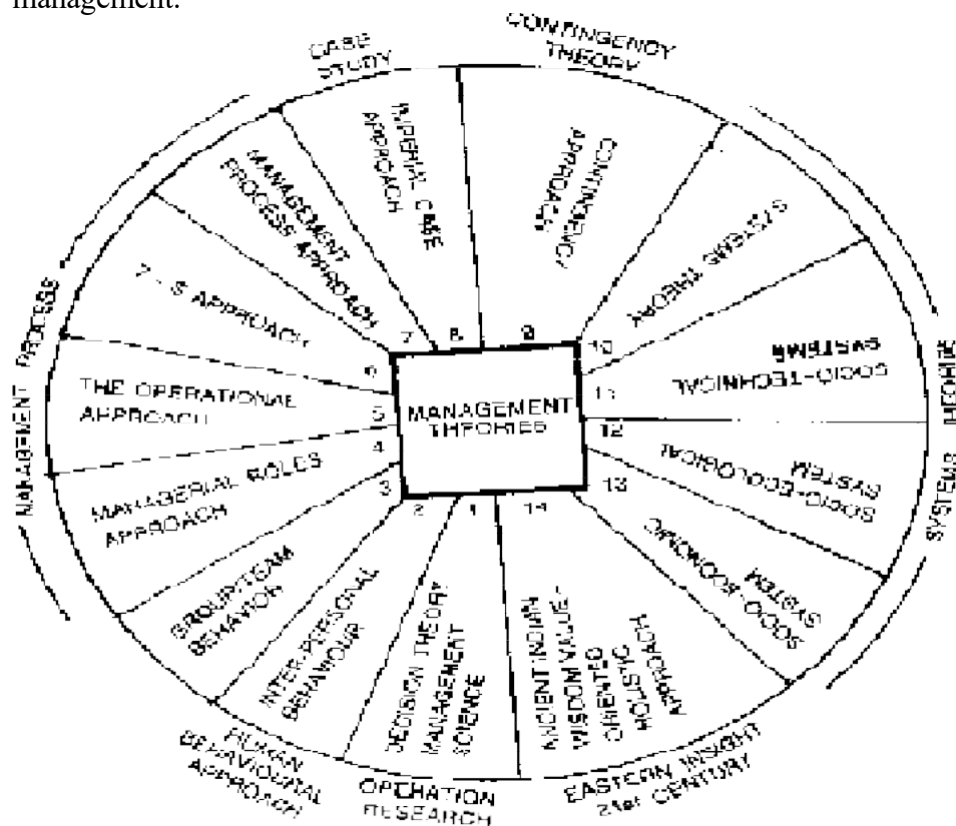 management.
CASE
STUDY
CONTINGENCY
THEORY
IMPERIAL CASE
APPROACH
CONTINGENCY
APPROACH
MANAGEMENT
PROCESS APPROACH
SYSTEMS THEORY
7 - S APPROACH
SOCIO-TECHNICAL
SYSTEMS
THE OPERATIONAL
APPROACH
SOCIO-ECOLOGICAL
SYSTEM
MANAGERIAL ROLES
APPROACH
SOCIO-ECONOMIC
SYSTEM
GROUP/TEAM
BEHAVIOR
INTER-PERSONAL
BEHAVIOUR
DECISION THEORY
MANAGEMENT
SCIENCE
ANCIENT INDIAN
WISDOM VALUE-
ORIENTED
HOLISTIC
APPROACH
MANAGEMENT THEORIES
7
8
9
10
6
11
5
12
4
3
13
2
1
14
MANAGEMENT PROCESS
SYSTEMS THEORIES
HUMAN
BEHAVIOURAL
APPROACH
OPERATION
RESEARCH
EASTERN INSIGHT
21st CENTURY